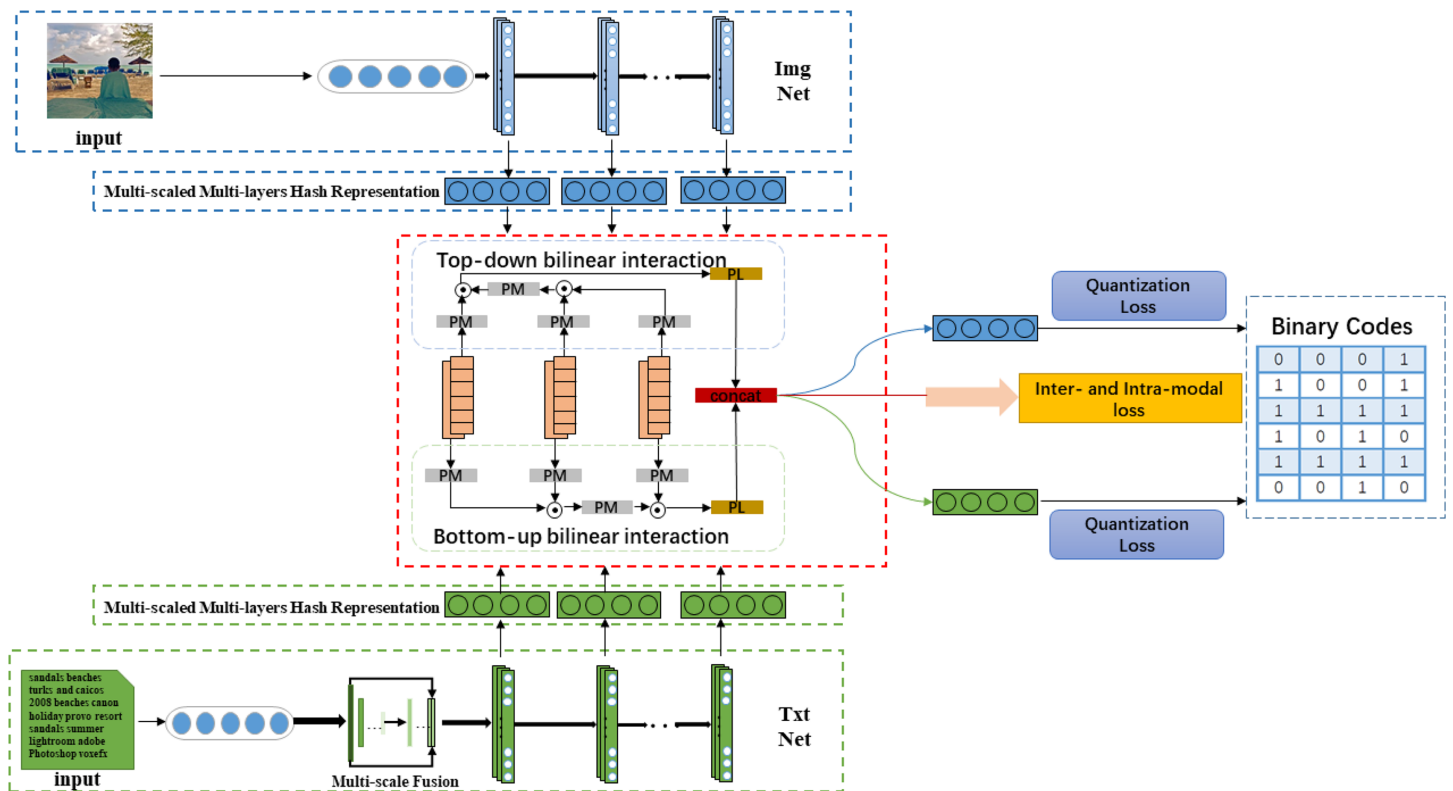 Img
Net
input
Multi-scaled Multi-layers Hash Representation
Top-down bilinear interaction
PL
PM
PM
PM
PM
concat
PM
PM
PM
PM
PL
Bottom-up bilinear interaction
Quantization
Loss
Inter- and Intra-modal
loss
Quantization
Loss
Binary Codes
0 0 0 1
1 0 0 1
1 1 1 1
1 0 1 0
1 1 1 1
0 0 1 0
Multi-scaled Multi-layers Hash Representation
sandals beaches
turks and caicos
2008 beaches canon
holiday provo resort
sandals summer
lightroom adobe
Photoshop voxefx
input
Multi-scale Fusion
Txt
Net